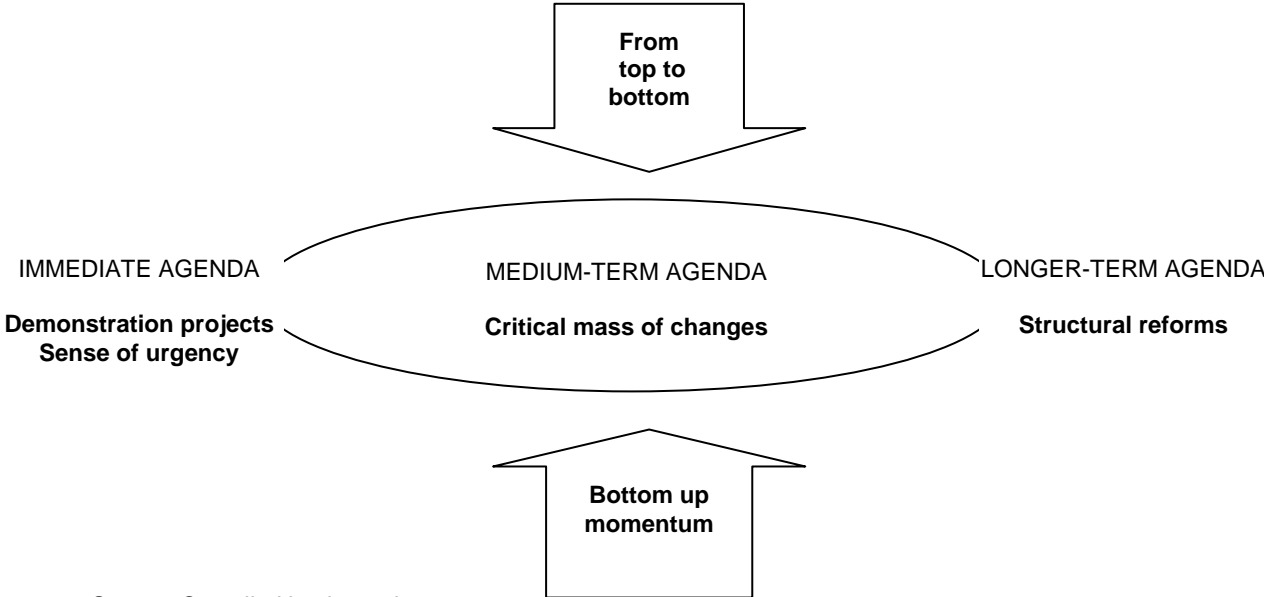 From
top to
bottom
IMMEDIATE AGENDA
MEDIUM-TERM AGENDA
LONGER-TERM AGENDA
Demonstration projects
Sense of urgency
Critical mass of changes
Structural reforms
Bottom up
momentum